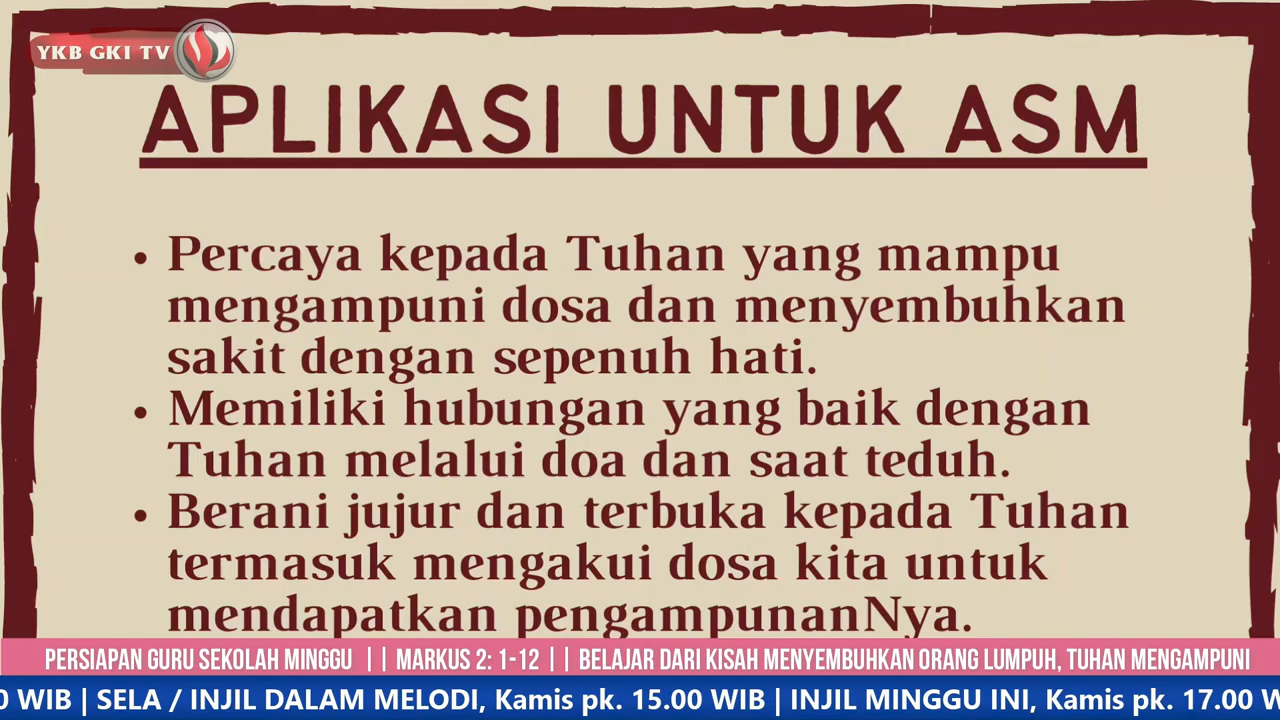 YKB GKI TV
APLIKASI UNTUK ASM
• Percaya kepada Tuhan yang mampu
mengampuni dosa dan menyembuhkan
sakit dengan sepenuh hati.
• Memiliki hubungan yang baik dengan
Tuhan melalui doa dan saat teduh.
• Berani jujur dan terbuka kepada Tuhan
termasuk mengakui dosa kita untuk
mendapatkan pengampunanNya.
PERSIAPAN GURU SEKOLAH MINGGU || MARKUS 2: 1-12 || BELAJAR DARI KISAH MENYEMBUHKAN ORANG LUMPUH, TUHAN MENGAMPUNI
0 WIB | SELA / INJIL DALAM MELODI, Kamis pk. 15.00 WIB | INJIL MINGGU INI, Kamis pk. 17.00 W